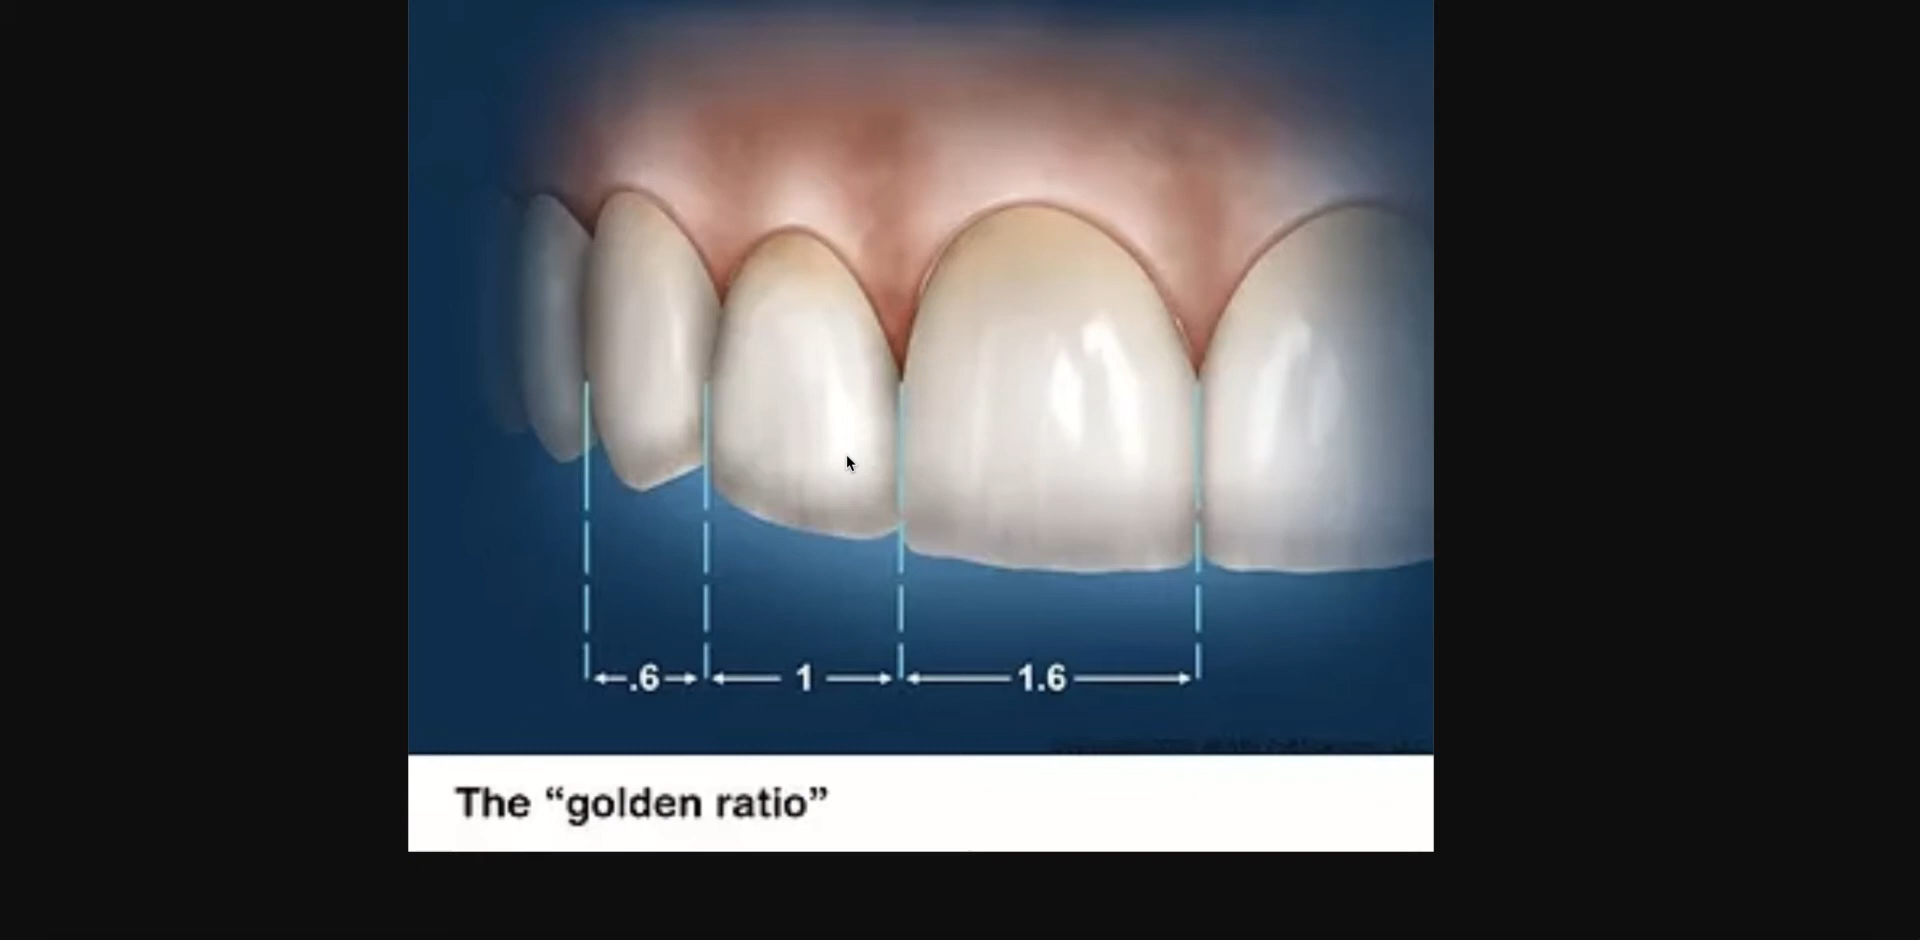 .6 1 1.6
The “golden ratio”